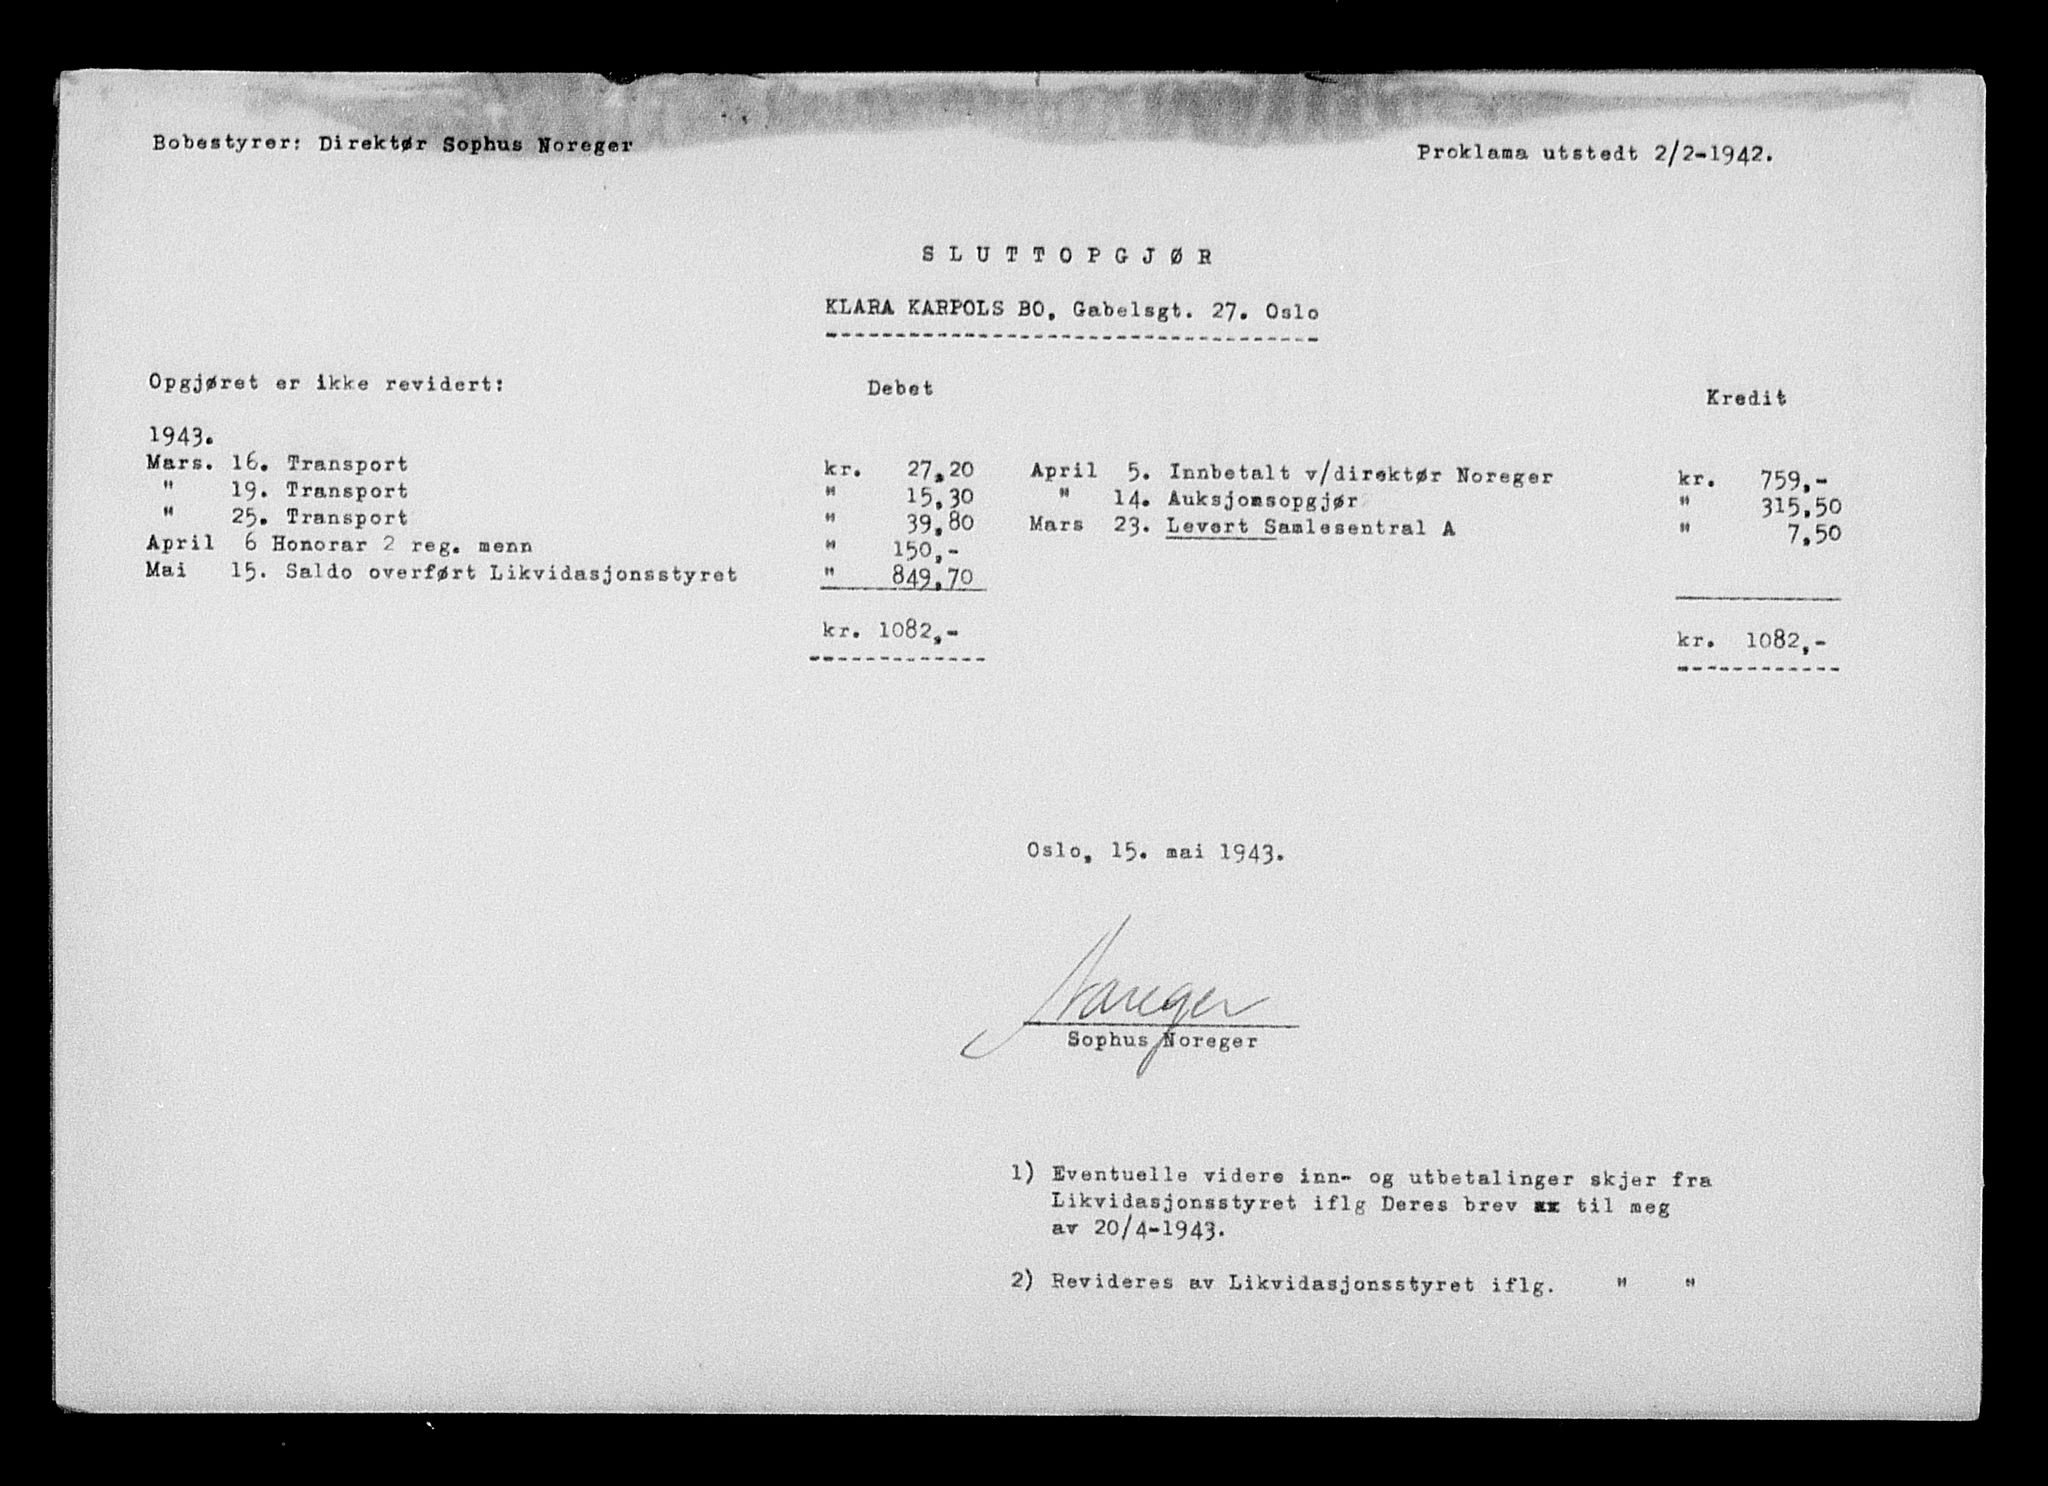 Bobestyrer: Direktør Sophus Noreger
Proklama utstedt 2/2-1942.
SLUTTOPGJØR
KLARA KARPOLS BO, Gabelsgt. 27. Oslo
Opgjøret er ikke revidert: Debet Kredit
1943.
Mars. 16. Transport kr. 27,20 April 5. Innbetalt v/direktør Noreger kr. 759,-
" 19. Transport " 15,30 " 14. Auksjomsopgjør " 315,50
" 25. Transport " 39,80 Mars 23. Levert Samlesentral A " 7,50
April 6 Honorar 2 reg. menn " 150,-
Mai 15. Saldo overført Likvidasjonsstyret " 849,70
kr. 1082,- kr. 1082,-
Oslo, 15. mai 1943.
Noreger
Sophus Noreger
1) Eventuelle videre inn- og utbetalinger skjer fra
Likvidasjonsstyret iflg Deres brev til meg
av 20/4-1943.
2) Revideres av Likvidasjonsstyret iflg. " "